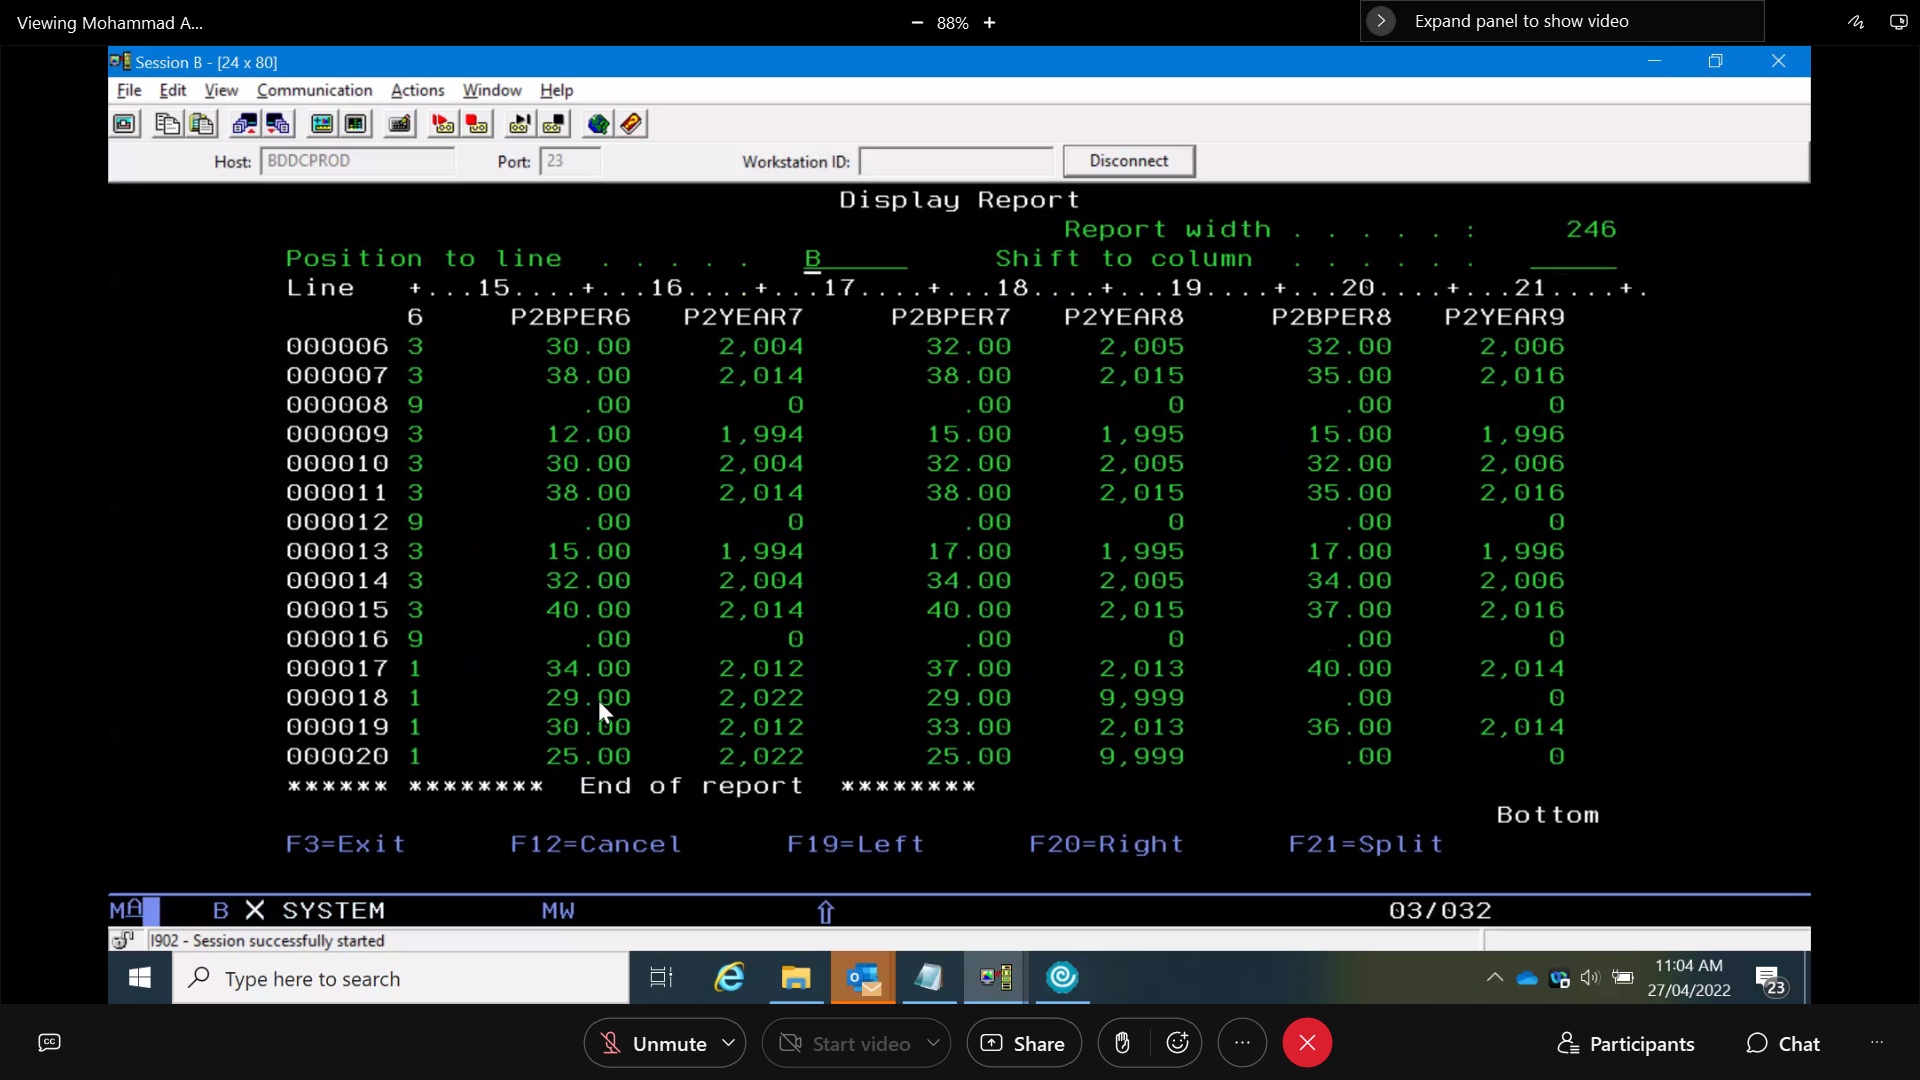 Viewing Mohammad A...
88%
Expand panel to show video
Session B - [24 x 80]
File Edit View Communication Actions Window Help
Host: BDDCPROD Port: 23 Workstation ID: Disconnect
Display Report
Report width . . . . . : 246
Position to line . . . . . B Shift to column . . . . . .
Line +...15....+...16....+...17....+...18....+...19....+...20....+...21....+.
6 P2BPER6 P2YEAR7 P2BPER7 P2YEAR8 P2BPER8 P2YEAR9
000006 3 30.00 2,004 32.00 2,005 32.00 2,006
000007 3 38.00 2,014 38.00 2,015 35.00 2,016
000008 9 .00 0 .00 0 .00 0
000009 3 12.00 1,994 15.00 1,995 15.00 1,996
000010 3 30.00 2,004 32.00 2,005 32.00 2,006
000011 3 38.00 2,014 38.00 2,015 35.00 2,016
000012 9 .00 0 .00 0 .00 0
000013 3 15.00 1,994 17.00 1,995 17.00 1,996
000014 3 32.00 2,004 34.00 2,005 34.00 2,006
000015 3 40.00 2,014 40.00 2,015 37.00 2,016
000016 9 .00 0 .00 0 .00 0
000017 1 34.00 2,012 37.00 2,013 40.00 2,014
000018 1 29.00 2,022 29.00 9,999 .00 0
000019 1 30.00 2,012 33.00 2,013 36.00 2,014
000020 1 25.00 2,022 25.00 9,999 .00 0
****** ******** End of report ********
Bottom
F3=Exit F12=Cancel F19=Left F20=Right F21=Split
MA B X SYSTEM MW 03/032
I902 - Session successfully started
Type here to search
11:04 AM
27/04/2022
23
Unmute Start video Share Participants Chat